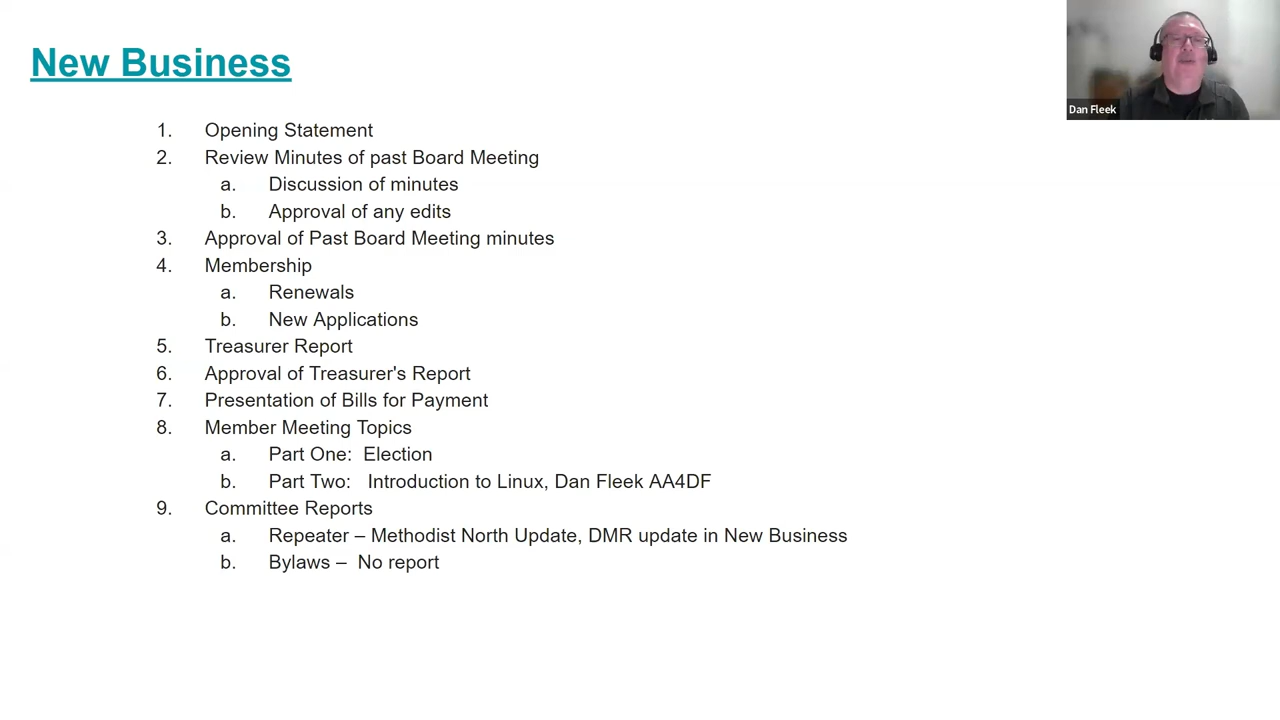 New Business
Dan Fleek
1. Opening Statement
2. Review Minutes of past Board Meeting
a. Discussion of minutes
b. Approval of any edits
3. Approval of Past Board Meeting minutes
4. Membership
a. Renewals
b. New Applications
5. Treasurer Report
6. Approval of Treasurer's Report
7. Presentation of Bills for Payment
8. Member Meeting Topics
a. Part One: Election
b. Part Two: Introduction to Linux, Dan Fleek AA4DF
9. Committee Reports
a. Repeater – Methodist North Update, DMR update in New Business
b. Bylaws – No report